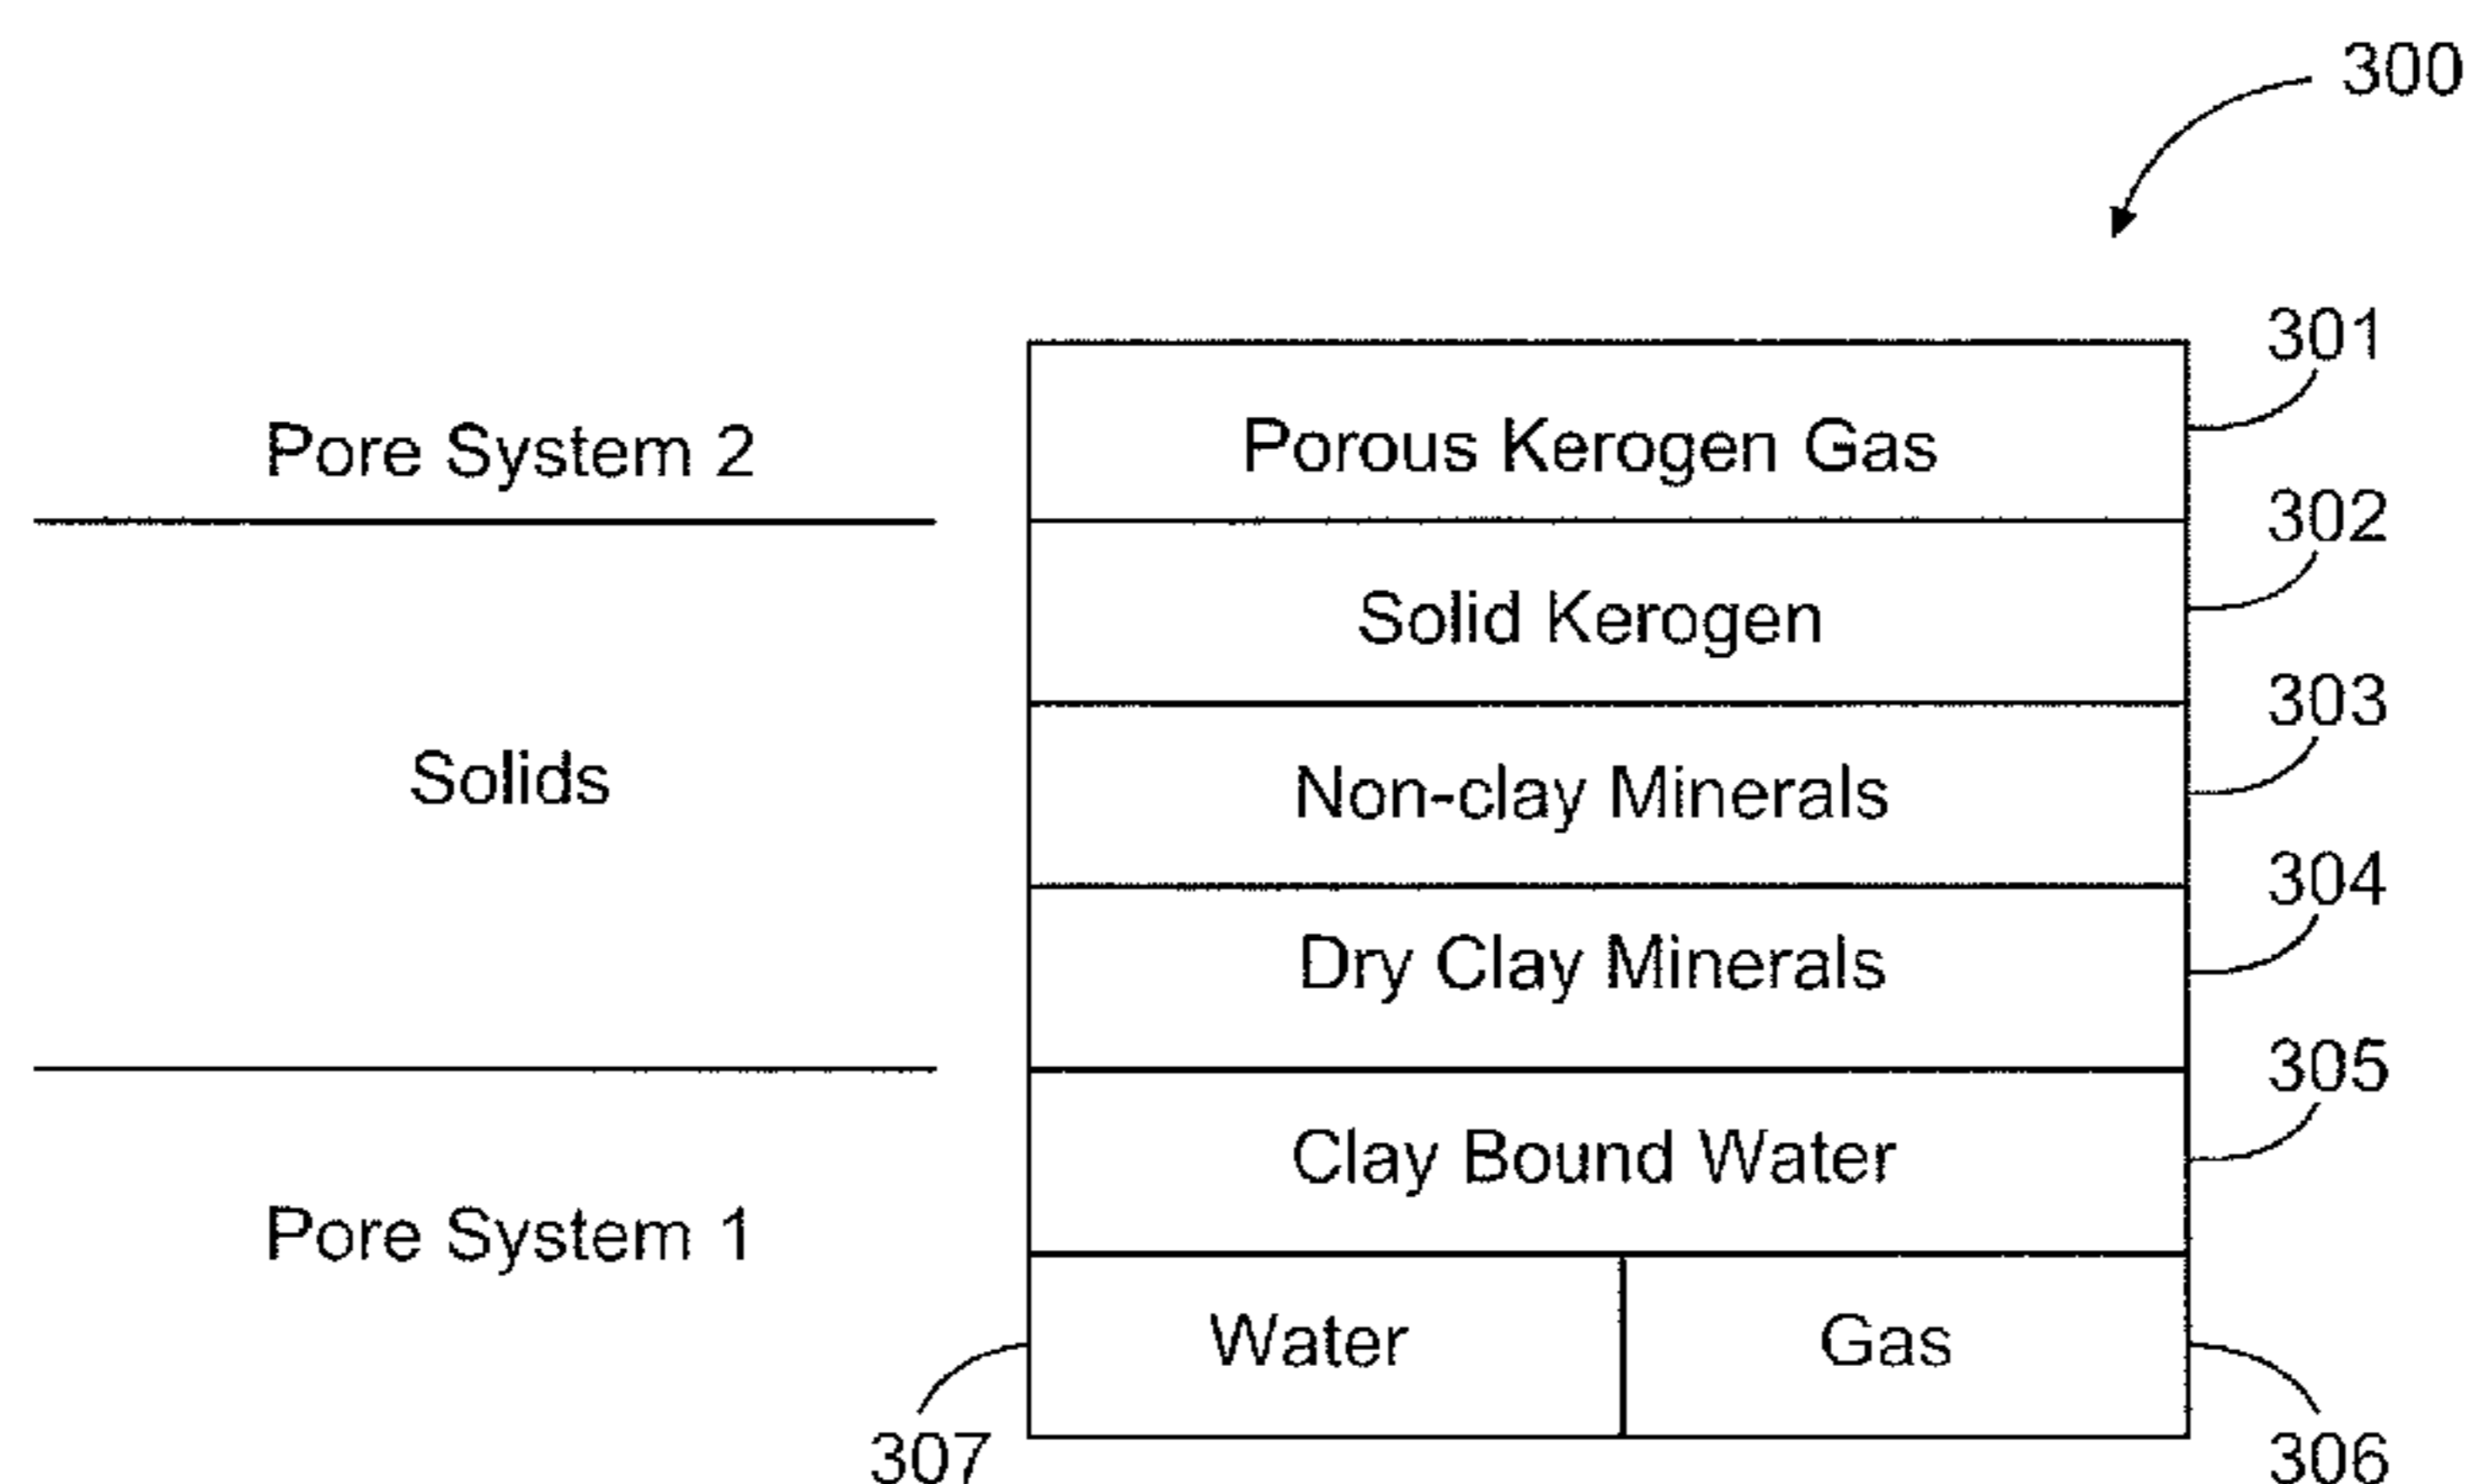 300
301
Pore System 2 Porous Kerogen Gas
302
Solid Kerogen
303
Solids Non-clay Minerals
304
Dry Clay Minerals
305
Clay Bound Water
Pore System 1
Water Gas
307 306